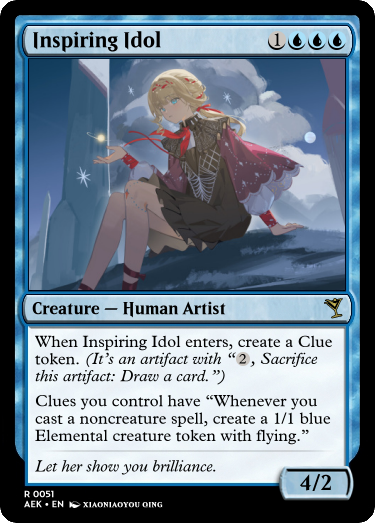 Inspiring Idol 1
Creature — Human Artist
When Inspiring Idol enters, create a Clue
token. (It's an artifact with “2, Sacrifice
this artifact: Draw a card.”)
Clues you control have “Whenever you
cast a noncreature spell, create a 1/1 blue
Elemental creature token with flying.”
Let her show you brilliance.
4/2
R 0051
AEK • EN XIAONIAOYOU QING